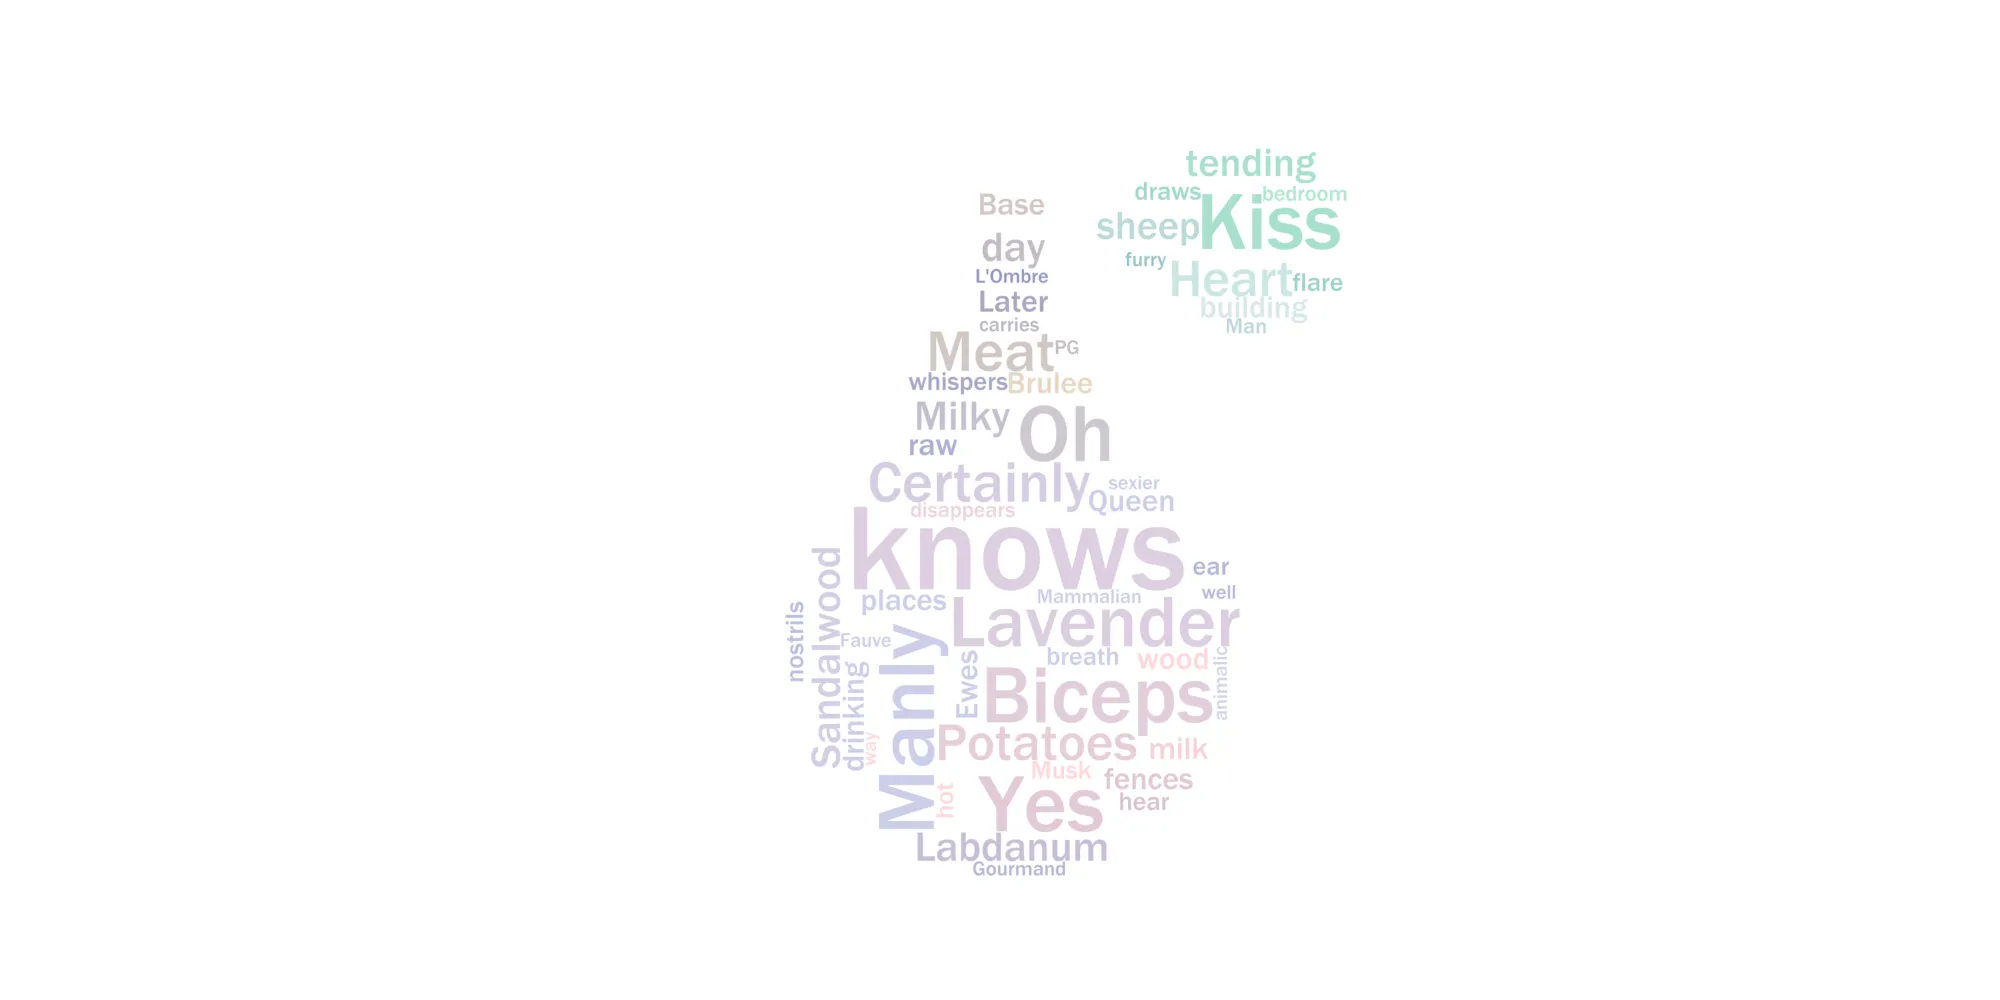 tending
draws
bedroom
Kiss
sheep
furry
Heart
flare
building
Man
Base
day
L'Ombre
Later
carries
Meat
PG
whispers
Brulee
Milky
Oh
raw
Certainly
sexier
Queen
disappears
knows
ear
well
places
Mammalian
Lavender
Sandalwood
nostrils
Fauve
Manly
Ewes
breath
wood
animalic
drinking
Biceps
way
Potatoes
milk
Musk
hot
Yes
fences
hear
Labdanum
Gourmand